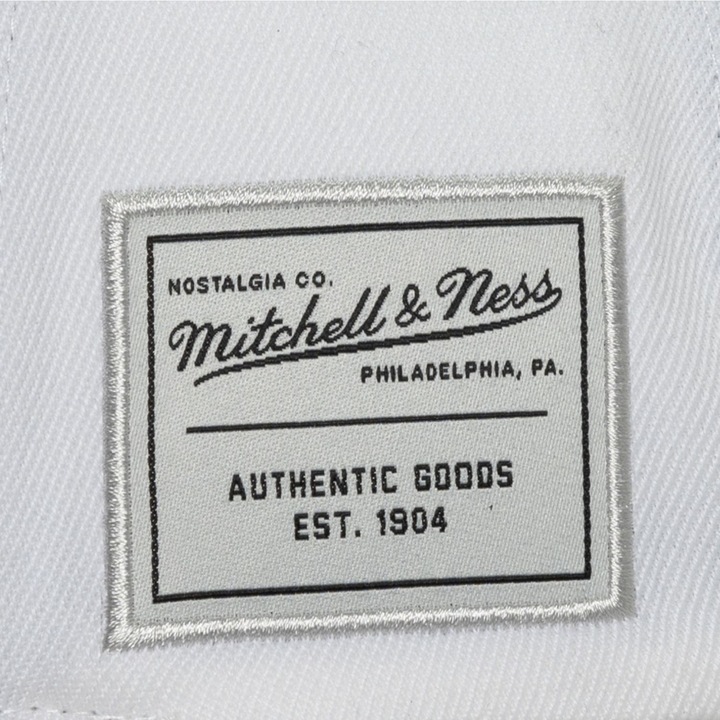 NOSTALGIA CO.
Mitchell & Ness
PHILADELPHIA, PA.
AUTHENTIC GOODS
EST. 1904